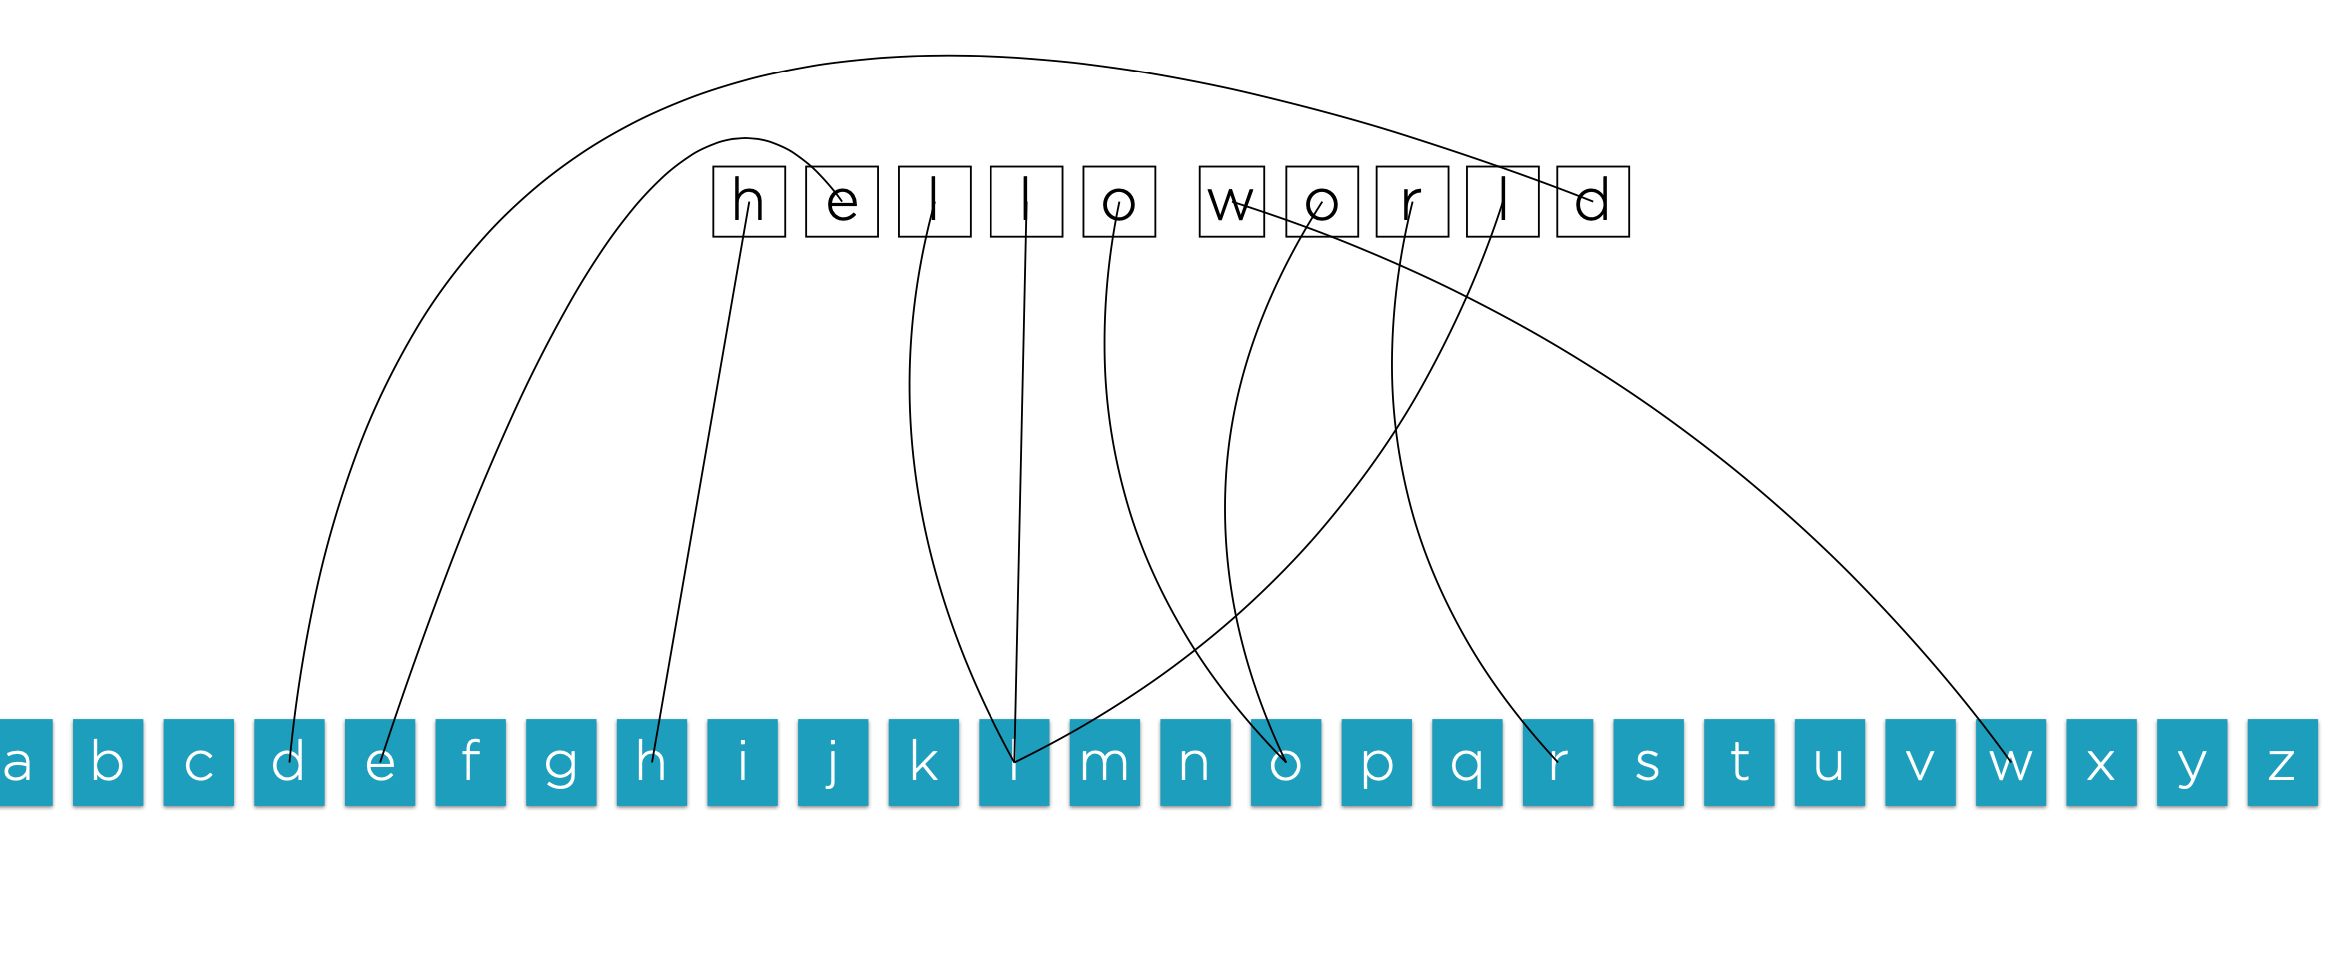 h e l l o w o r l d
a b c d e f g h i j k l m n o p q r s t u v w x y z